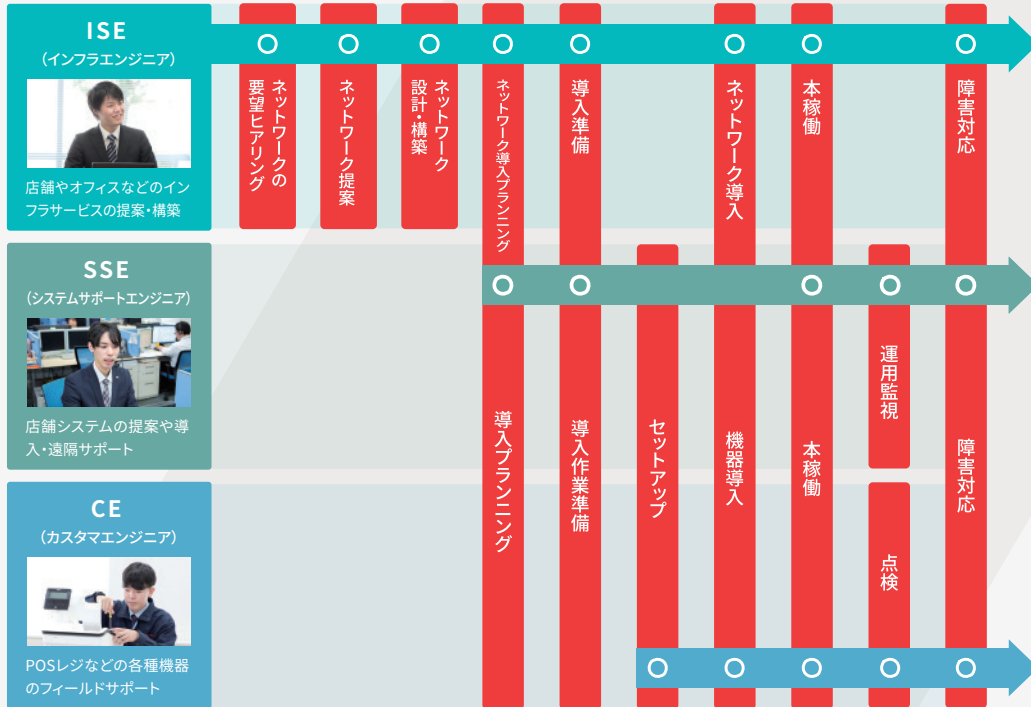 ISE
(インフラエンジニア)
店舗やオフィスなどのイン
フラサービスの提案・構築
ネットワークの
要望ヒアリング
ネットワーク提案
ネットワーク
設計・構築
ネットワーク導入プランニング
導入準備
ネットワーク導入
本稼働
障害対応
SSE
(システムサポートエンジニア)
店舗システムの提案や導
入・遠隔サポート
導入プランニング
導入作業準備
セットアップ
機器導入
本稼働
運用監視
障害対応
CE
(カスタマエンジニア)
POSレジなどの各種機器
のフィールドサポート
点検